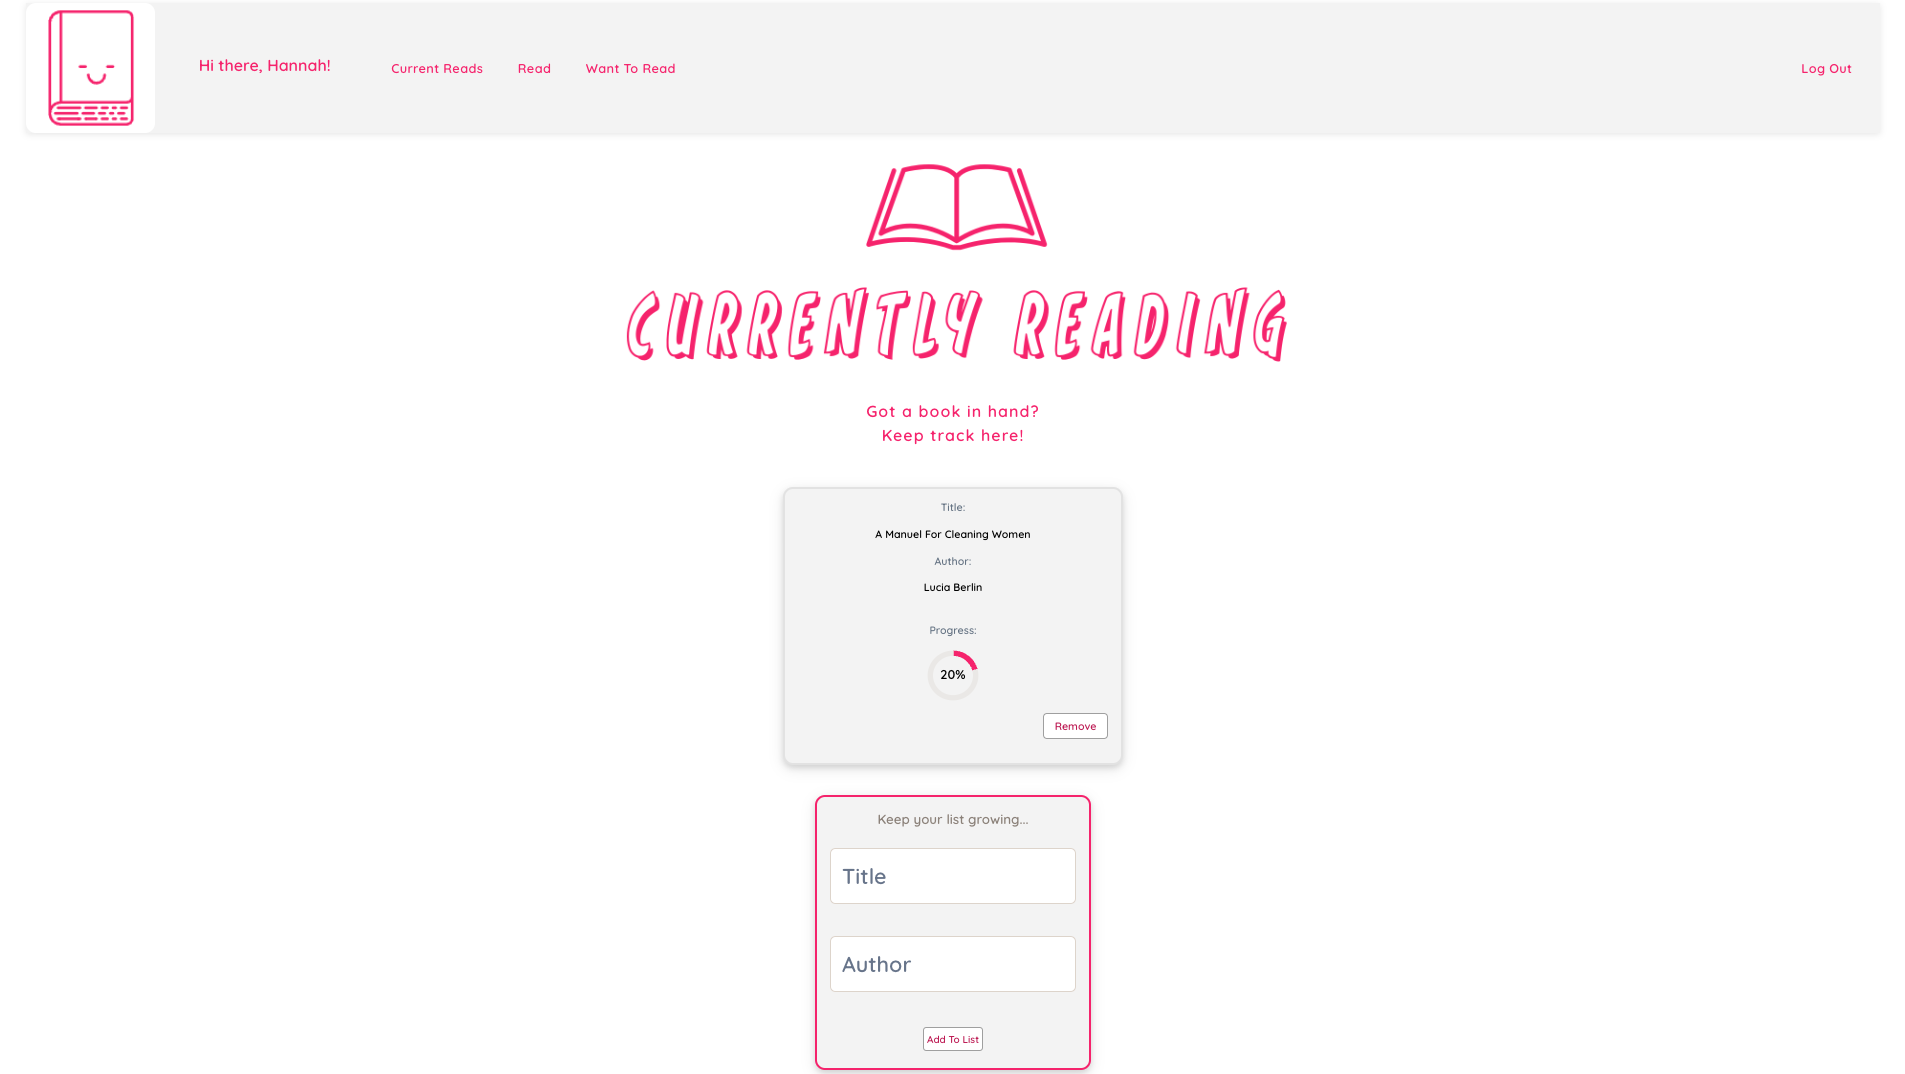 Hi there, Hannah!
Current Reads
Read
Want To Read
Log Out
CURRENTLY READING
Got a book in hand?
Keep track here!
Title:
A Manuel For Cleaning Women
Author:
Lucia Berlin
Progress:
20%
Remove
Keep your list growing...
Title
Author
Add To List